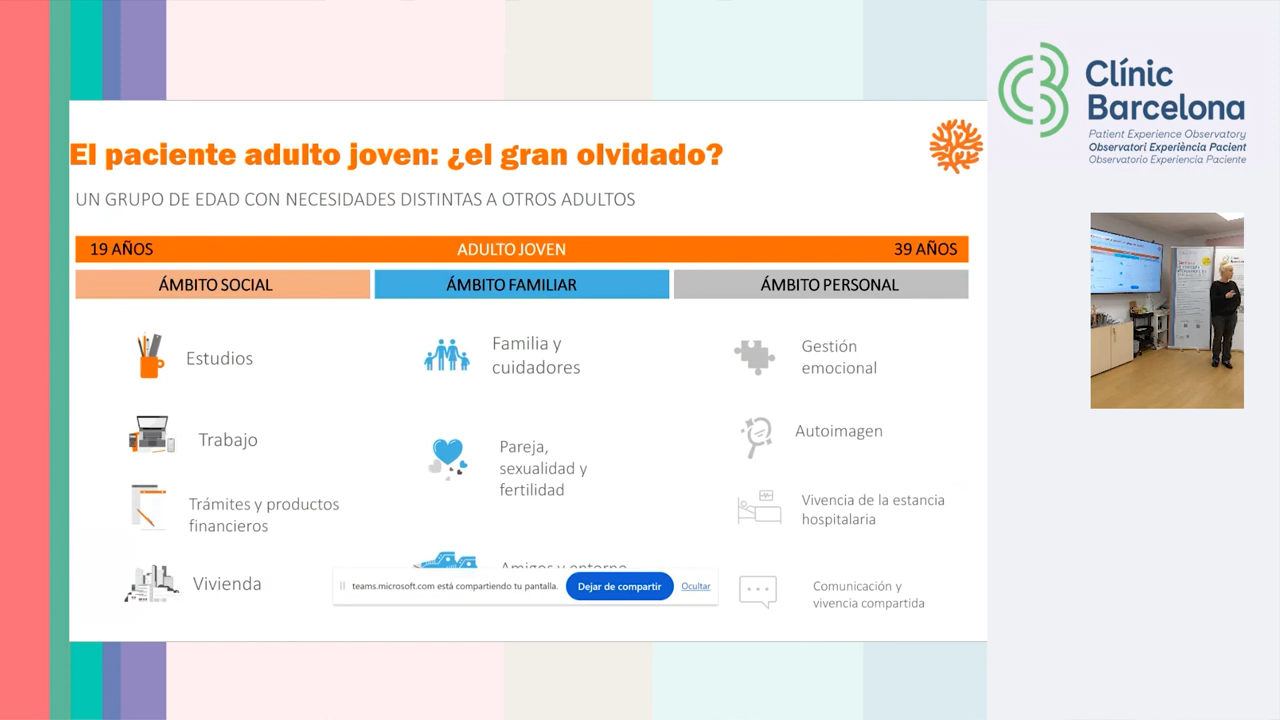 El paciente adulto joven: ¿el gran olvidado?
UN GRUPO DE EDAD CON NECESIDADES DISTINTAS A OTROS ADULTOS
19 AÑOS
ADULTO JOVEN
39 AÑOS
ÁMBITO SOCIAL
ÁMBITO FAMILIAR
ÁMBITO PERSONAL
Estudios
Trabajo
Trámites y productos
financieros
Vivienda
Familia y
cuidadores
Pareja,
sexualidad y
fertilidad
Amigos y entorno
Gestión
emocional
Autoimagen
Vivencia de la estancia
hospitalaria
Comunicación y
vivencia compartida
teams.microsoft.com está compartiendo tu pantalla.
Dejar de compartir
Ocultar
Clínic
Barcelona
Patient Experience Observatory
Observatori Experiència Pacient
Observatorio Experiencia Paciente